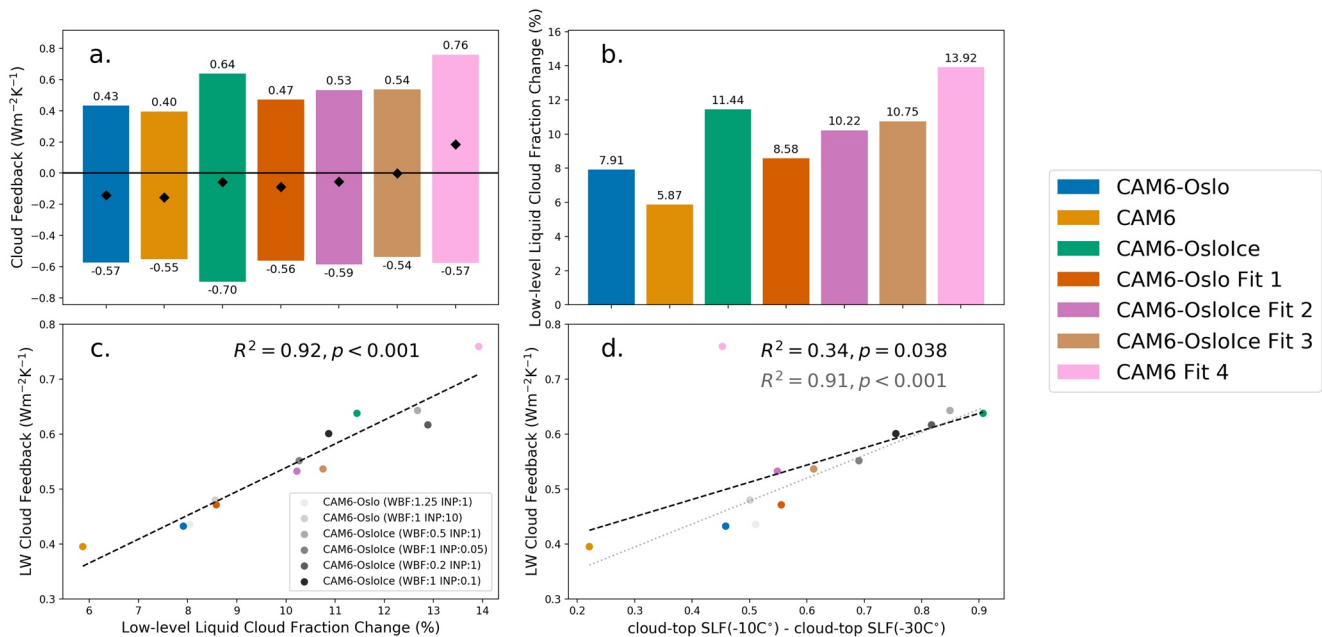 a.
Cloud Feedback (Wm⁻²K⁻¹)
0.8
0.6
0.4
0.2
0.0
−0.2
−0.4
−0.6
−0.8
0.43
0.40
0.64
0.47
0.53
0.54
0.76
-0.57
-0.55
-0.70
-0.56
-0.59
-0.54
-0.57
b.
Low-level Liquid Cloud Fraction Change (%)
16
14
12
10
8
6
4
2
0
7.91
5.87
11.44
8.58
10.22
10.75
13.92
CAM6-Oslo
CAM6
CAM6-OsloIce
CAM6-Oslo Fit 1
CAM6-OsloIce Fit 2
CAM6-OsloIce Fit 3
CAM6 Fit 4
c.
R² = 0.92, p < 0.001
LW Cloud Feedback (Wm⁻²K⁻¹)
0.8
0.7
0.6
0.5
0.4
0.3
CAM6-Oslo (WBF:1.25 INP:1)
CAM6-Oslo (WBF:1 INP:10)
CAM6-OsloIce (WBF:0.5 INP:1)
CAM6-OsloIce (WBF:1 INP:0.05)
CAM6-OsloIce (WBF:0.2 INP:1)
CAM6-OsloIce (WBF:1 INP:0.1)
6 7 8 9 10 11 12 13 14
Low-level Liquid Cloud Fraction Change (%)
d.
R² = 0.34, p = 0.038
R² = 0.91, p < 0.001
LW Cloud Feedback (Wm⁻²K⁻¹)
0.8
0.7
0.6
0.5
0.4
0.3
0.2 0.3 0.4 0.5 0.6 0.7 0.8 0.9
cloud-top SLF(-10C°) - cloud-top SLF(-30C°)